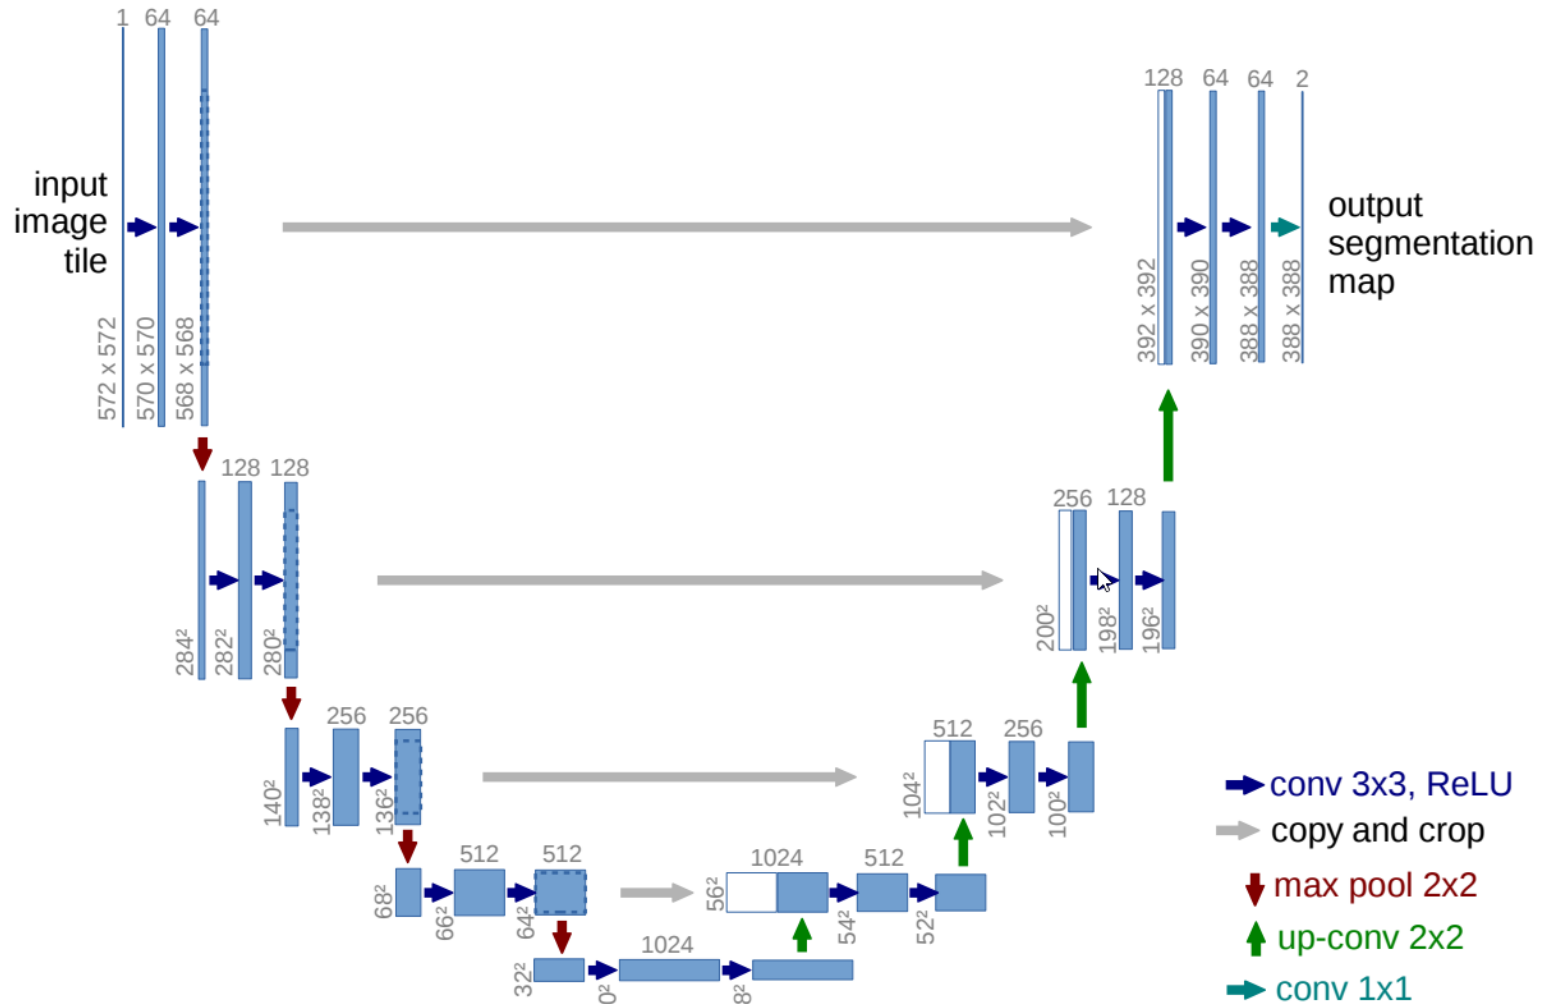 1 64 64
input
image
tile
572 x 572
570 x 570
568 x 568
128 64 64 2
output
segmentation
map
392 x 392
390 x 390
388 x 388
388 x 388
128 128
284²
282²
280²
256 128
200²
198²
196²
256 256
140²
138²
136²
512 256
104²
102²
100²
512 512
68²
66²
64²
1024 512
56²
54²
52²
1024
32²
0²
8²
conv 3x3, ReLU
copy and crop
max pool 2x2
up-conv 2x2
conv 1x1